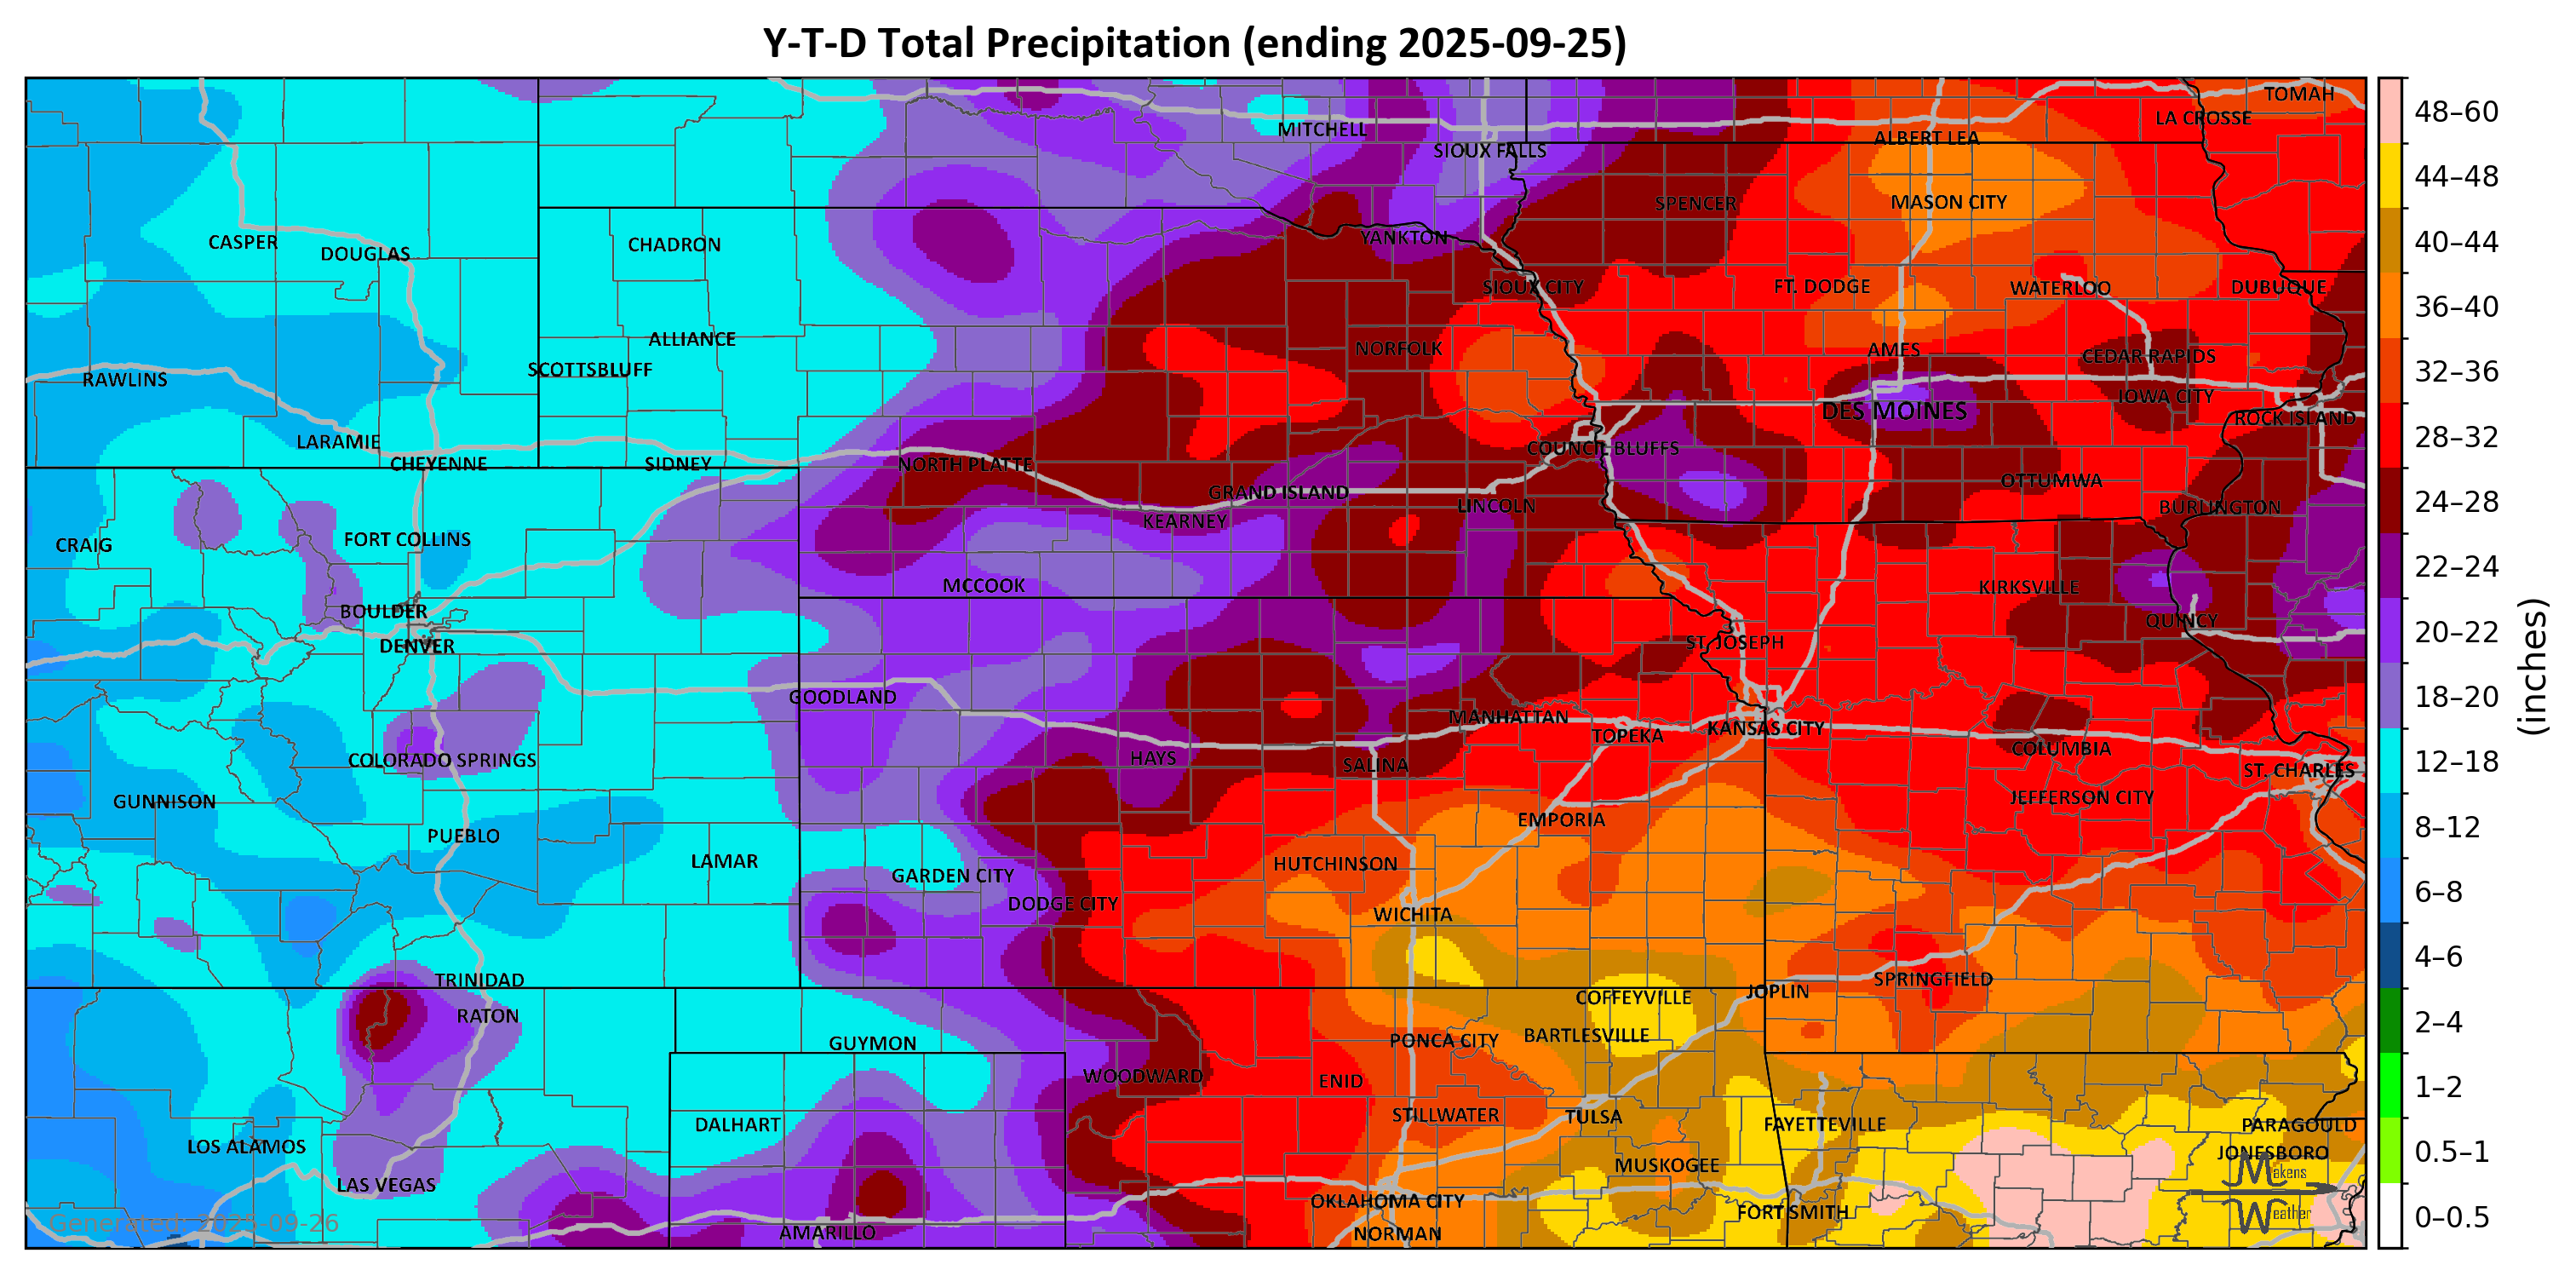 Y-T-D Total Precipitation (ending 2025-09-25)
TOMAH
LA CROSSE
MITCHELL
ALBERT LEA
SIOUX FALLS
SPENCER
MASON CITY
CASPER
DOUGLAS
CHADRON
YANKTON
SIOUX CITY
FT. DODGE
WATERLOO
DUBUQUE
ALLIANCE
NORFOLK
AMES
CEDAR RAPIDS
SCOTTSBLUFF
RAWLINS
IOWA CITY
DES MOINES
ROCK ISLAND
LARAMIE
COUNCIL BLUFFS
CHEYENNE
SIDNEY
NORTH PLATTE
OTTUMWA
GRAND ISLAND
LINCOLN
BURLINGTON
KEARNEY
CRAIG
FORT COLLINS
MCCOOK
KIRKSVILLE
BOULDER
QUINCY
DENVER
ST. JOSEPH
GOODLAND
MANHATTAN
TOPEKA
KANSAS CITY
COLUMBIA
COLORADO SPRINGS
HAYS
SALINA
ST. CHARLES
GUNNISON
JEFFERSON CITY
EMPORIA
PUEBLO
LAMAR
HUTCHINSON
GARDEN CITY
DODGE CITY
WICHITA
TRINIDAD
SPRINGFIELD
JOPLIN
COFFEYVILLE
RATON
BARTLESVILLE
GUYMON
PONCA CITY
WOODWARD
ENID
STILLWATER
TULSA
DALHART
FAYETTEVILLE
PARAGOULD
LOS ALAMOS
JONESBORO
MUSKOGEE
LAS VEGAS
OKLAHOMA CITY
FORT SMITH
AMARILLO
NORMAN
Generated: 2025-09-26
Makens
Weather
48–60
44–48
40–44
36–40
32–36
28–32
24–28
22–24
20–22
18–20
12–18
8–12
6–8
4–6
2–4
1–2
0.5–1
0–0.5
(inches)